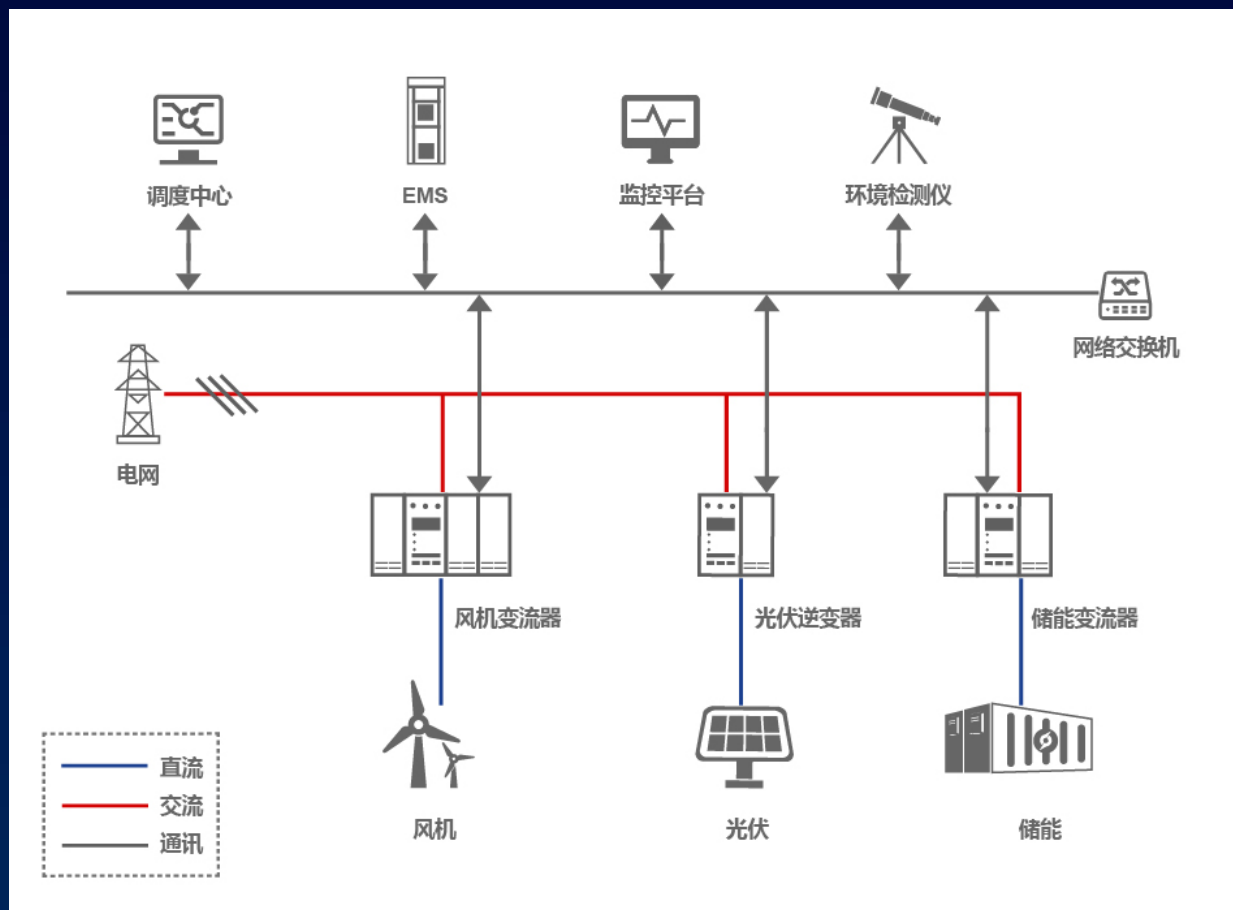 调度中心
EMS
监控平台
环境检测仪
网络交换机
电网
风机变流器
光伏逆变器
储能变流器
直流
交流
通讯
风机
光伏
储能